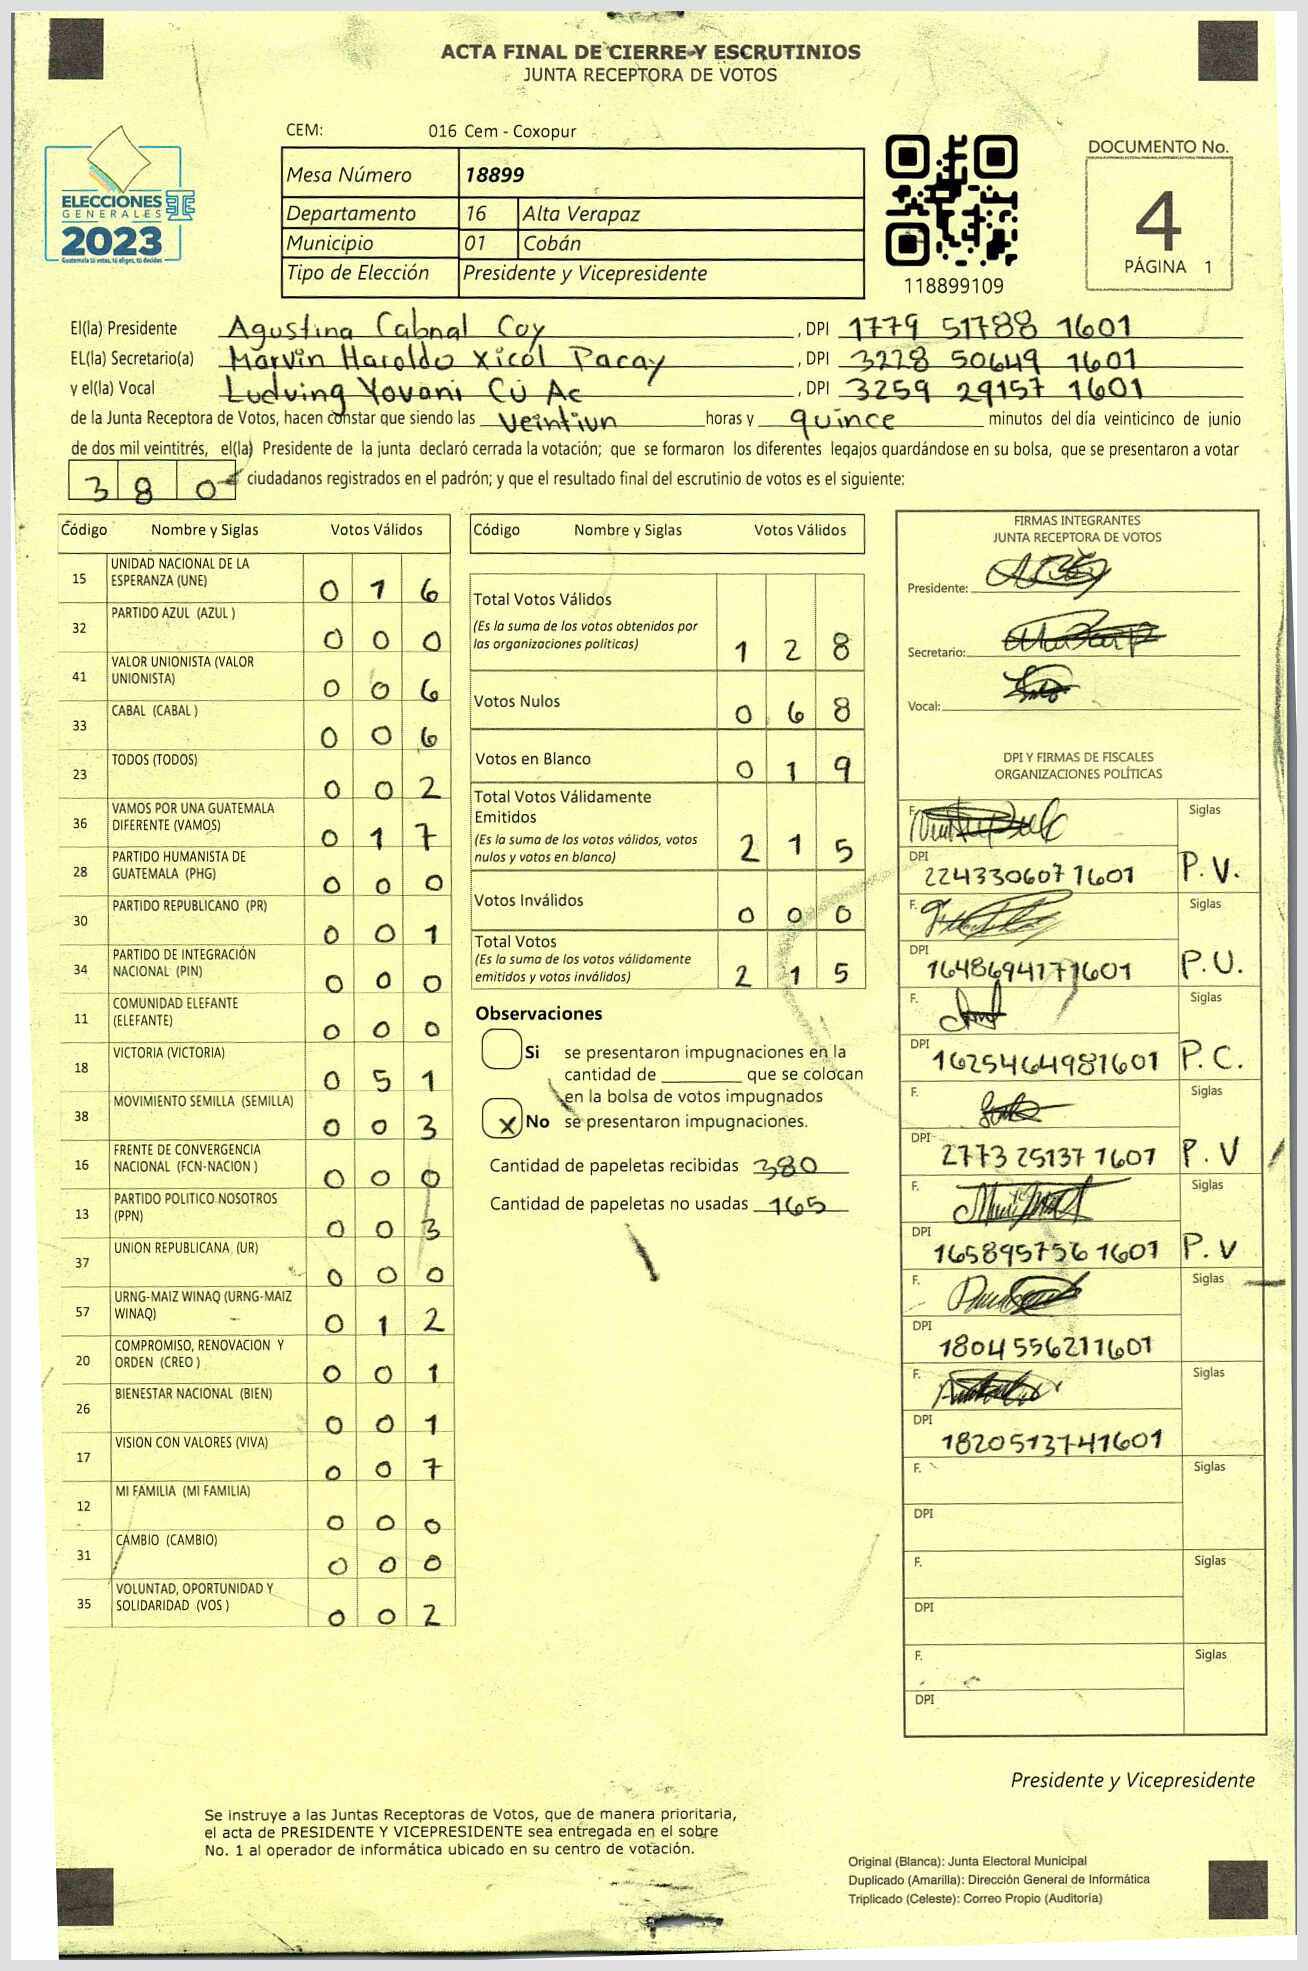 ACTA FINAL DE CIERRE Y ESCRUTINIOS
JUNTA RECEPTORA DE VOTOS
CEM: 016 Cem - Coxopur
Mesa Número 18899
Departamento 16 Alta Verapaz
Municipio 01 Cobán
Tipo de Elección Presidente y Vicepresidente
ELECCIONES
GENERALES
2023
Guatemala tú votas, tú eliges, tú decides
118899109
DOCUMENTO No.
4
PÁGINA 1
El(la) Presidente Agustina Cabnal Coy, DPI 1779 51788 1601
EL(la) Secretario(a) Marvin Haroldo Xicol Pacay, DPI 3228 50649 1601
y el(la) Vocal Ludving Yovani Cú Ac, DPI 3259 29157 1601
de la Junta Receptora de Votos, hacen constar que siendo las Veintiun horas y quince minutos del día veinticinco de junio
de dos mil veintitrés, el(la) Presidente de la junta declaró cerrada la votación; que se formaron los diferentes legajos guardándose en su bolsa, que se presentaron a votar
380 ciudadanos registrados en el padrón; y que el resultado final del escrutinio de votos es el siguiente:
Código Nombre y Siglas Votos Válidos
15 UNIDAD NACIONAL DE LA
ESPERANZA (UNE) 0 1 6
32 PARTIDO AZUL (AZUL ) 0 0 0
41 VALOR UNIONISTA (VALOR
UNIONISTA) 0 0 6
33 CABAL (CABAL ) 0 0 6
23 TODOS (TODOS) 0 0 2
36 VAMOS POR UNA GUATEMALA
DIFERENTE (VAMOS) 0 1 7
28 PARTIDO HUMANISTA DE
GUATEMALA (PHG) 0 0 0
30 PARTIDO REPUBLICANO (PR) 0 0 1
34 PARTIDO DE INTEGRACIÓN
NACIONAL (PIN) 0 0 0
11 COMUNIDAD ELEFANTE
(ELEFANTE) 0 0 0
18 VICTORIA (VICTORIA) 0 5 1
38 MOVIMIENTO SEMILLA (SEMILLA) 0 0 3
16 FRENTE DE CONVERGENCIA
NACIONAL (FCN-NACION ) 0 0 0
13 PARTIDO POLITICO NOSOTROS
(PPN) 0 0 3
37 UNION REPUBLICANA (UR) 0 0 0
57 URNG-MAIZ WINAQ (URNG-MAIZ
WINAQ) 0 1 2
20 COMPROMISO, RENOVACION Y
ORDEN (CREO ) 0 0 1
26 BIENESTAR NACIONAL (BIEN) 0 0 1
17 VISION CON VALORES (VIVA) 0 0 7
12 MI FAMILIA (MI FAMILIA) 0 0 0
31 CAMBIO (CAMBIO) 0 0 0
35 VOLUNTAD, OPORTUNIDAD Y
SOLIDARIDAD (VOS ) 0 0 2
Código Nombre y Siglas Votos Válidos
Total Votos Válidos
(Es la suma de los votos obtenidos por
las organizaciones políticas) 1 2 8
Votos Nulos 0 6 8
Votos en Blanco 0 1 9
Total Votos Válidamente
Emitidos
(Es la suma de los votos válidos, votos
nulos y votos en blanco) 2 1 5
Votos Inválidos 0 0 0
Total Votos
(Es la suma de los votos válidamente
emitidos y votos inválidos) 2 1 5
Observaciones
Si se presentaron impugnaciones en la
cantidad de ________ que se colocan
en la bolsa de votos impugnados
X No se presentaron impugnaciones.
Cantidad de papeletas recibidas 380
Cantidad de papeletas no usadas 165
FIRMAS INTEGRANTES
JUNTA RECEPTORA DE VOTOS
Presidente:
Secretario:
Vocal:
DPI Y FIRMAS DE FISCALES
ORGANIZACIONES POLÍTICAS
F. Siglas
DPI 224330607 1601 P.V.
F. Siglas
DPI 1648694171601 P.U.
F. Siglas
DPI 1625464981601 P.C.
F. Siglas
DPI 2773 25137 1601 P.V
F. Siglas
DPI 165895756 1601 P.V
F. Siglas
DPI 1804556211601
F. Siglas
DPI 1820513741601
F. Siglas
DPI
F. Siglas
DPI
F. Siglas
DPI
Presidente y Vicepresidente
Se instruye a las Juntas Receptoras de Votos, que de manera prioritaria,
el acta de PRESIDENTE Y VICEPRESIDENTE sea entregada en el sobre
No. 1 al operador de informática ubicado en su centro de votación.
Original (Blanca): Junta Electoral Municipal
Duplicado (Amarilla): Dirección General de Informática
Triplicado (Celeste): Correo Propio (Auditoría)